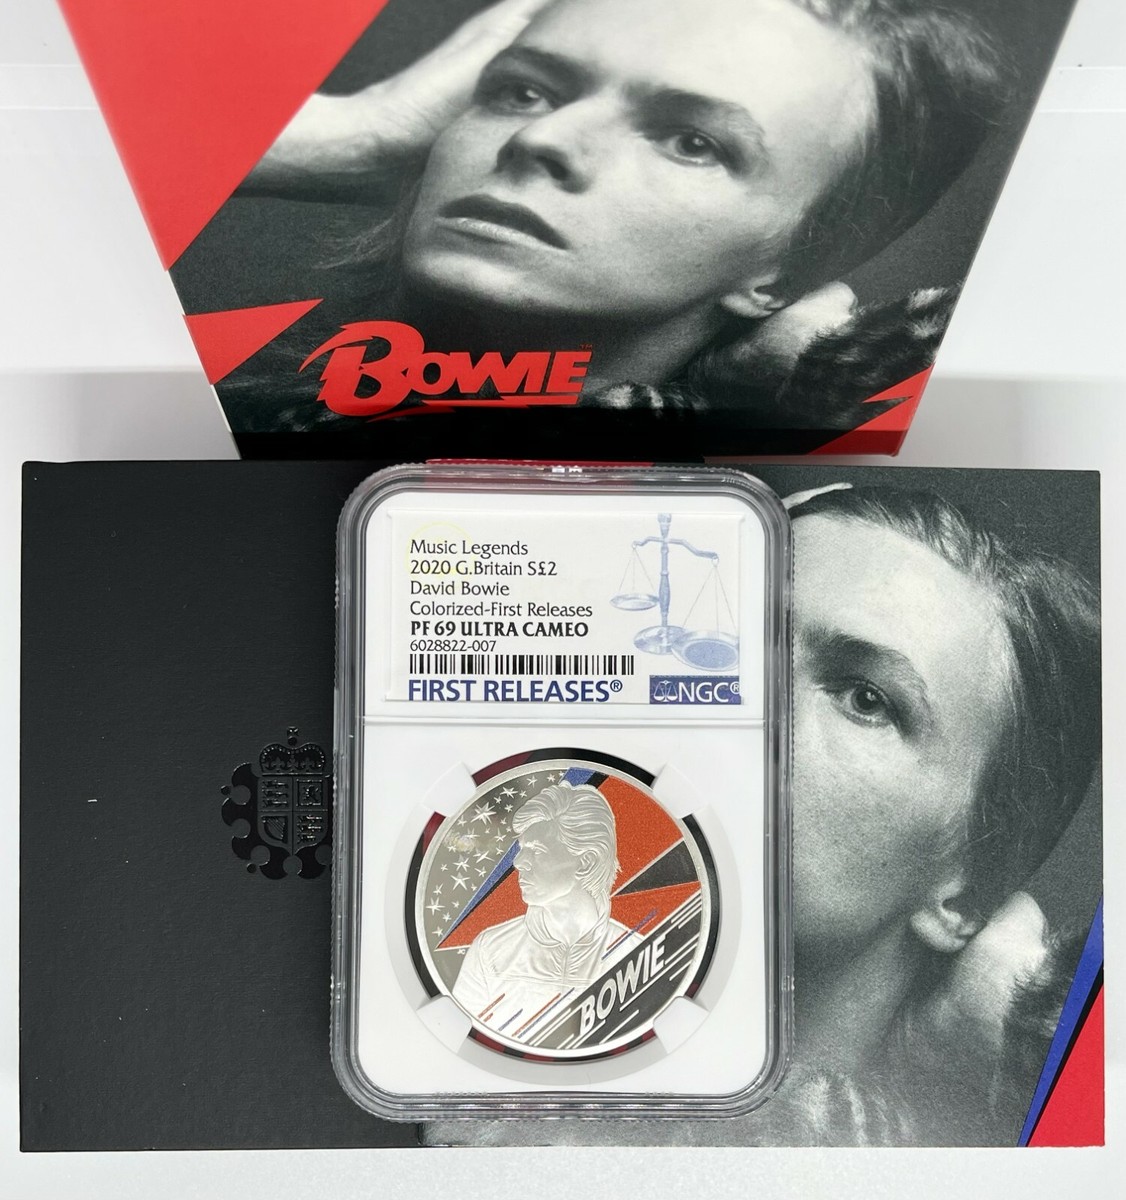 BOWIE™
Music Legends
2020 G.Britain S£2
David Bowie
Colorized-First Releases
PF 69 ULTRA CAMEO
6028822-007
FIRST RELEASES®
NGC®
BOWIE